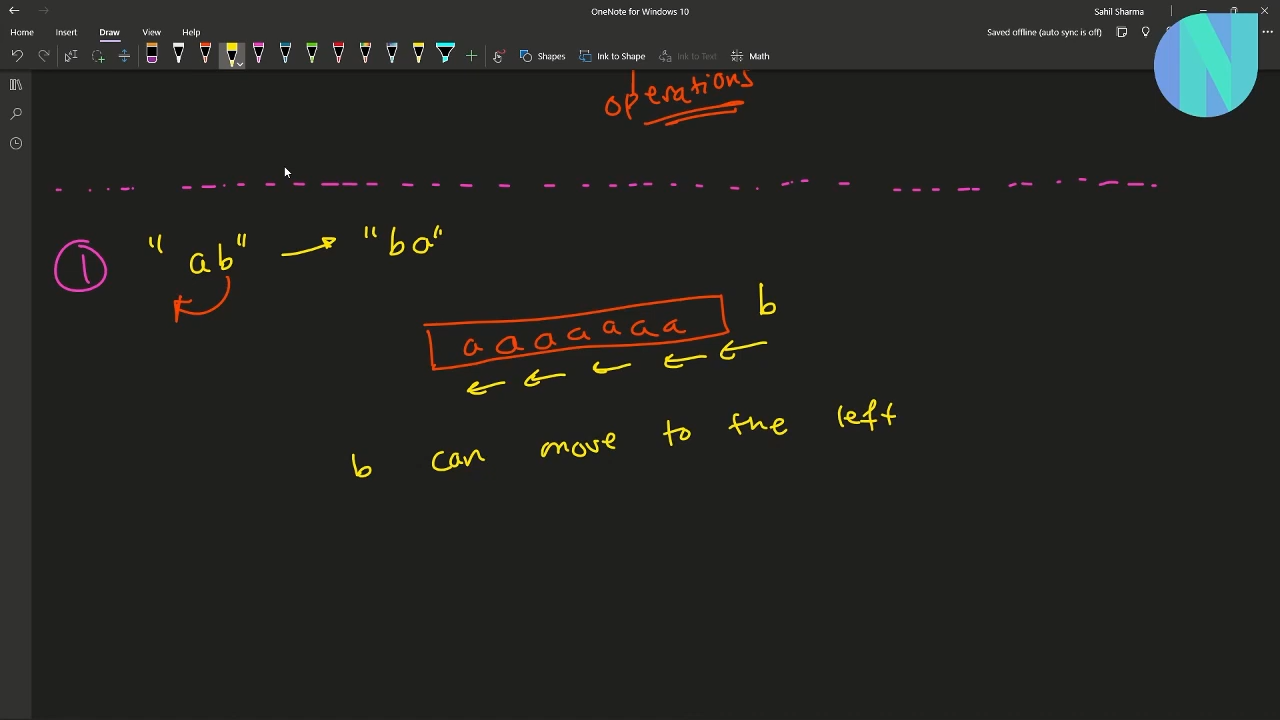 OneNote for Windows 10
Sahil Sharma
Home Insert Draw View Help
Saved offline (auto sync is off)
Shapes Ink to Shape Ink to Text Math
operations
1 "ab" → "ba"
a a a a a a a b
b can move to the left